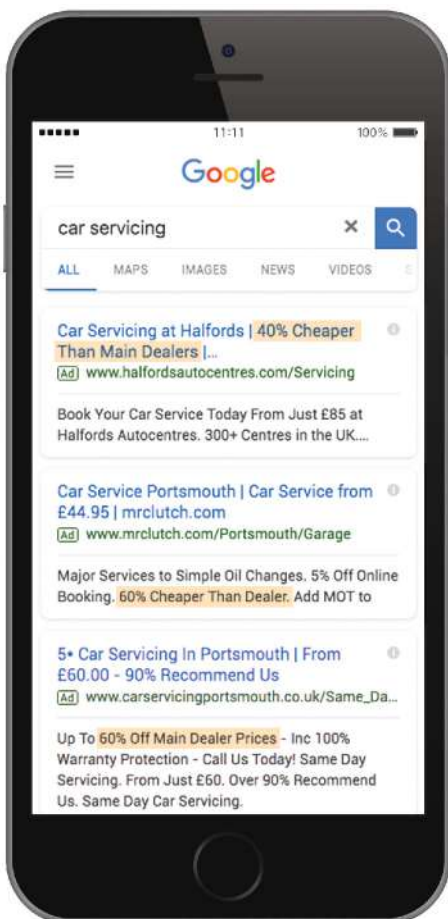 11:11
100%
Google
car servicing
ALL MAPS IMAGES NEWS VIDEOS S
Car Servicing at Halfords | 40% Cheaper
Than Main Dealers |...
Ad www.halfordsautocentres.com/Servicing
Book Your Car Service Today From Just £85 at
Halfords Autocentres. 300+ Centres in the UK....
Car Service Portsmouth | Car Service from
£44.95 | mrclutch.com
Ad www.mrclutch.com/Portsmouth/Garage
Major Services to Simple Oil Changes. 5% Off Online
Booking. 60% Cheaper Than Dealer. Add MOT to
5* Car Servicing In Portsmouth | From
£60.00 - 90% Recommend Us
Ad www.carservicingportsmouth.co.uk/Same_Da...
Up To 60% Off Main Dealer Prices - Inc 100%
Warranty Protection - Call Us Today! Same Day
Servicing. From Just £60. Over 90% Recommend
Us. Same Day Car Servicing.